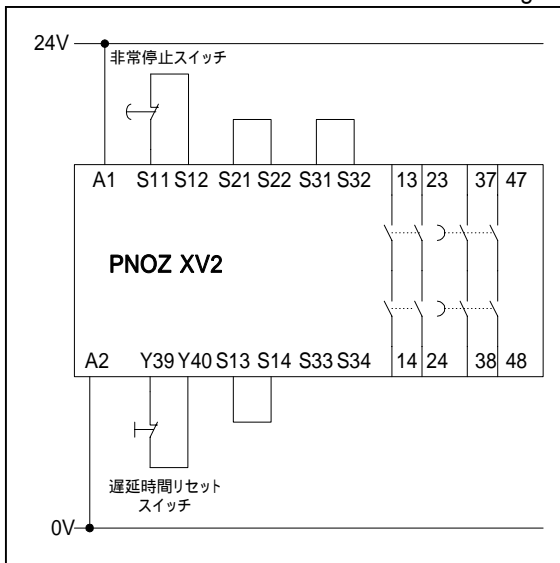 24V
非常停止スイッチ
A1 S11 S12 S21 S22 S31 S32 13 23 37 47
PNOZ XV2
A2 Y39 Y40 S13 S14 S33 S34 14 24 38 48
遅延時間リセット
スイッチ
0V